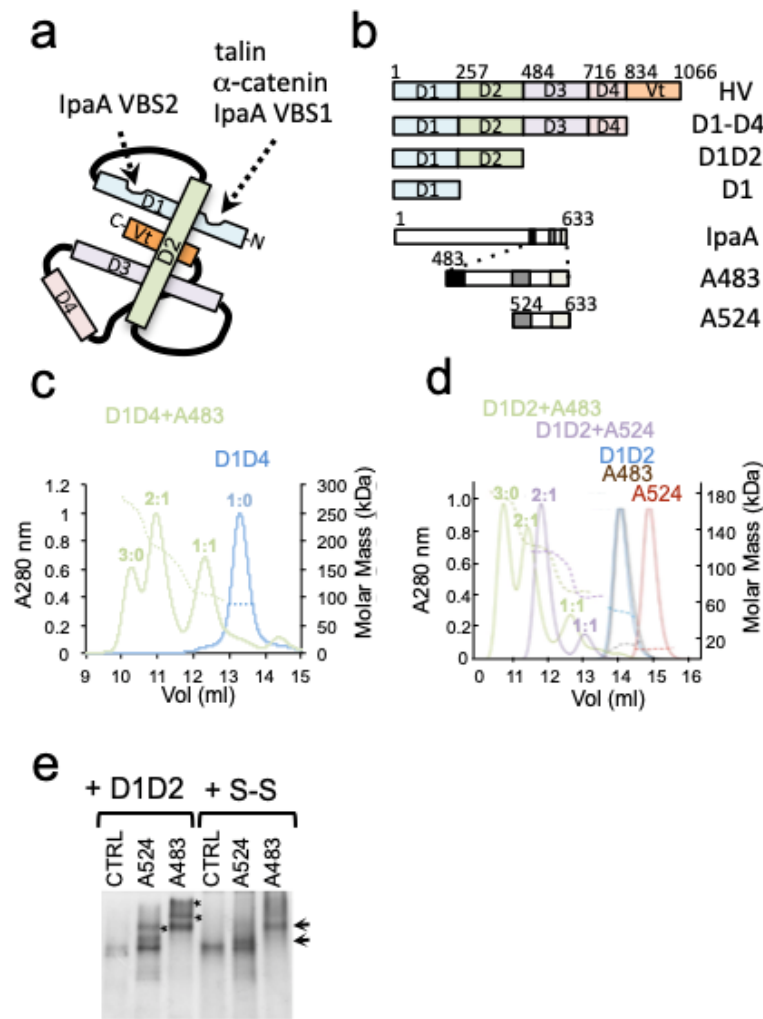 a
talin
α-catenin
IpaA VBS1
IpaA VBS2
D1
C-
Vt
-N
D2
D3
D4
b
1 257 484 716 834 1066
D1 D2 D3 D4 Vt HV
D1 D2 D3 D4 D1-D4
D1 D2 D1D2
D1 D1
1 633 IpaA
483 A483
524 633 A524
c
D1D4+A483
D1D4
1.2
1
0.8
0.6
0.4
0.2
0
A280 nm
3:0
2:1
1:1
1:0
300
250
200
150
100
50
0
Molar Mass (kDa)
9 10 11 12 13 14 15
Vol (ml)
d
D1D2+A483
D1D2+A524
D1D2
A483
A524
1.0
0.8
0.6
0.4
0.2
0
A280 nm
3:0
2:1
2:1
1:1
1:1
160
120
80
60
20
Molar Mass (kDa)
0 11 12 13 14 15 16
Vol (ml)
e
+ D1D2 + S-S
CTRL A524 A483 CTRL A524 A483